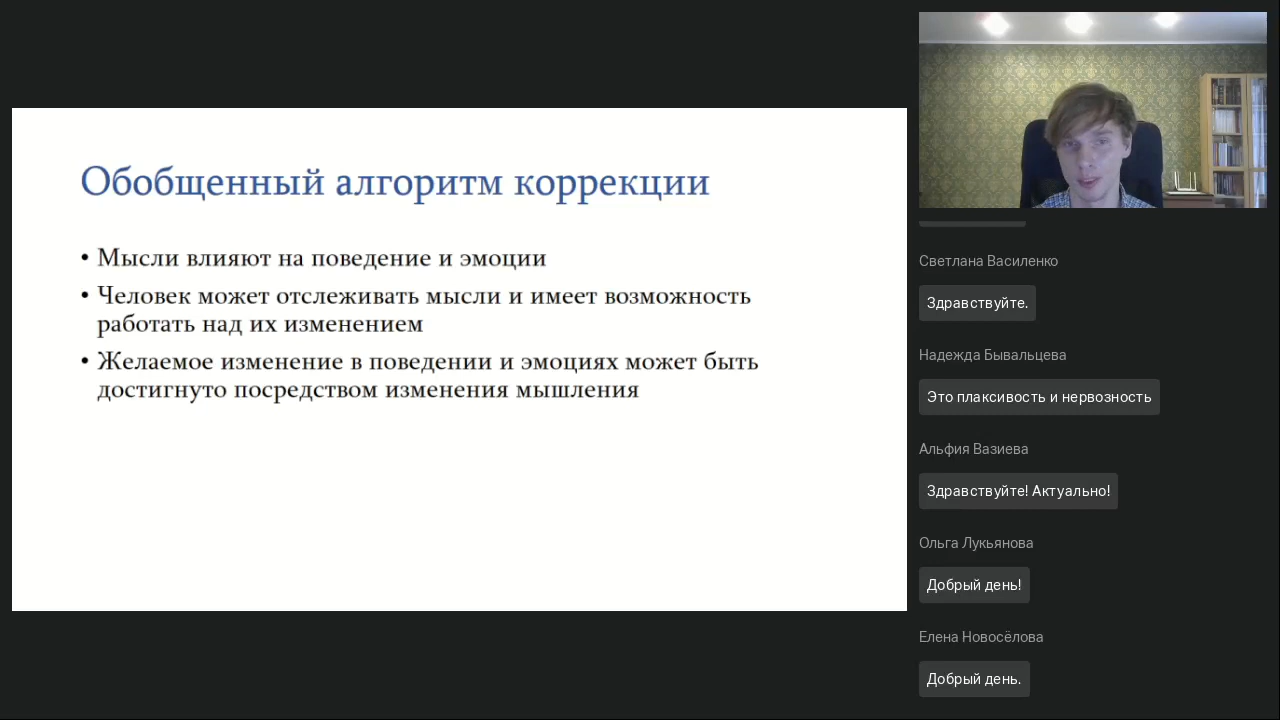 Обобщенный алгоритм коррекции
• Мысли влияют на поведение и эмоции
• Человек может отслеживать мысли и имеет возможность
работать над их изменением
• Желаемое изменение в поведении и эмоциях может быть
достигнуто посредством изменения мышления
Светлана Василенко
Здравствуйте.
Надежда Бывальцева
Это плаксивость и нервозность
Альфия Вазиева
Здравствуйте! Актуально!
Ольга Лукьянова
Добрый день!
Елена Новосёлова
Добрый день.